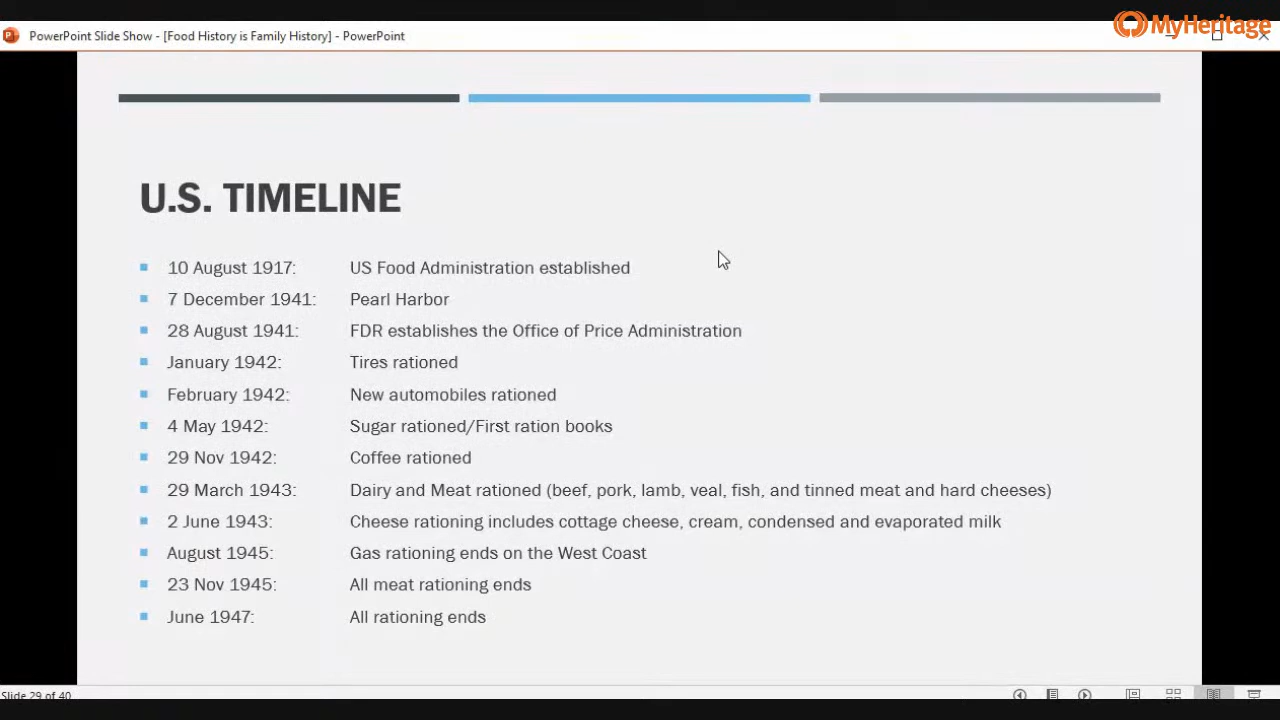 MyHeritage
PowerPoint Slide Show - [Food History is Family History] - PowerPoint
U.S. TIMELINE
10 August 1917: US Food Administration established
7 December 1941: Pearl Harbor
28 August 1941: FDR establishes the Office of Price Administration
January 1942: Tires rationed
February 1942: New automobiles rationed
4 May 1942: Sugar rationed/First ration books
29 Nov 1942: Coffee rationed
29 March 1943: Dairy and Meat rationed (beef, pork, lamb, veal, fish, and tinned meat and hard cheeses)
2 June 1943: Cheese rationing includes cottage cheese, cream, condensed and evaporated milk
August 1945: Gas rationing ends on the West Coast
23 Nov 1945: All meat rationing ends
June 1947: All rationing ends
Slide 29 of 40